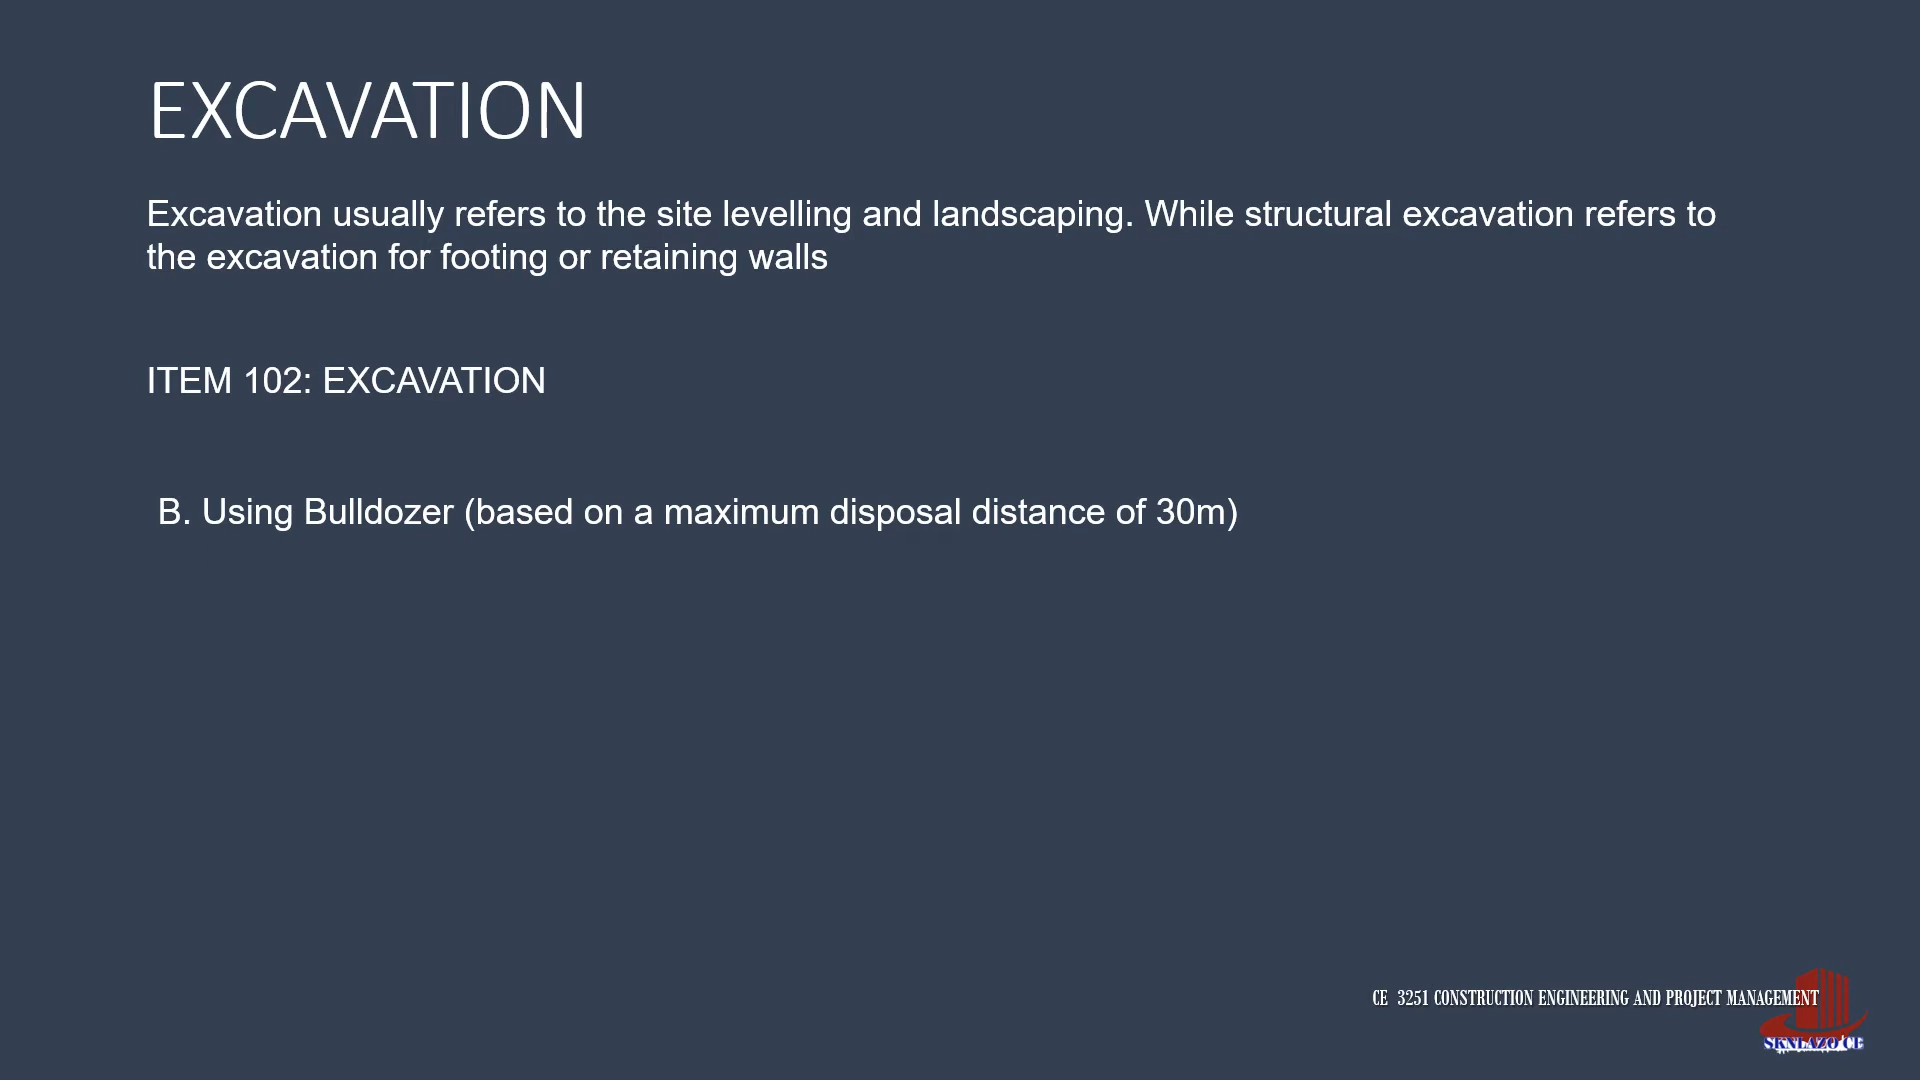 EXCAVATION
Excavation usually refers to the site levelling and landscaping. While structural excavation refers to
the excavation for footing or retaining walls
ITEM 102: EXCAVATION
B. Using Bulldozer (based on a maximum disposal distance of 30m)
CE 3251 CONSTRUCTION ENGINEERING AND PROJECT MANAGEMENT
SKNLAZO CE